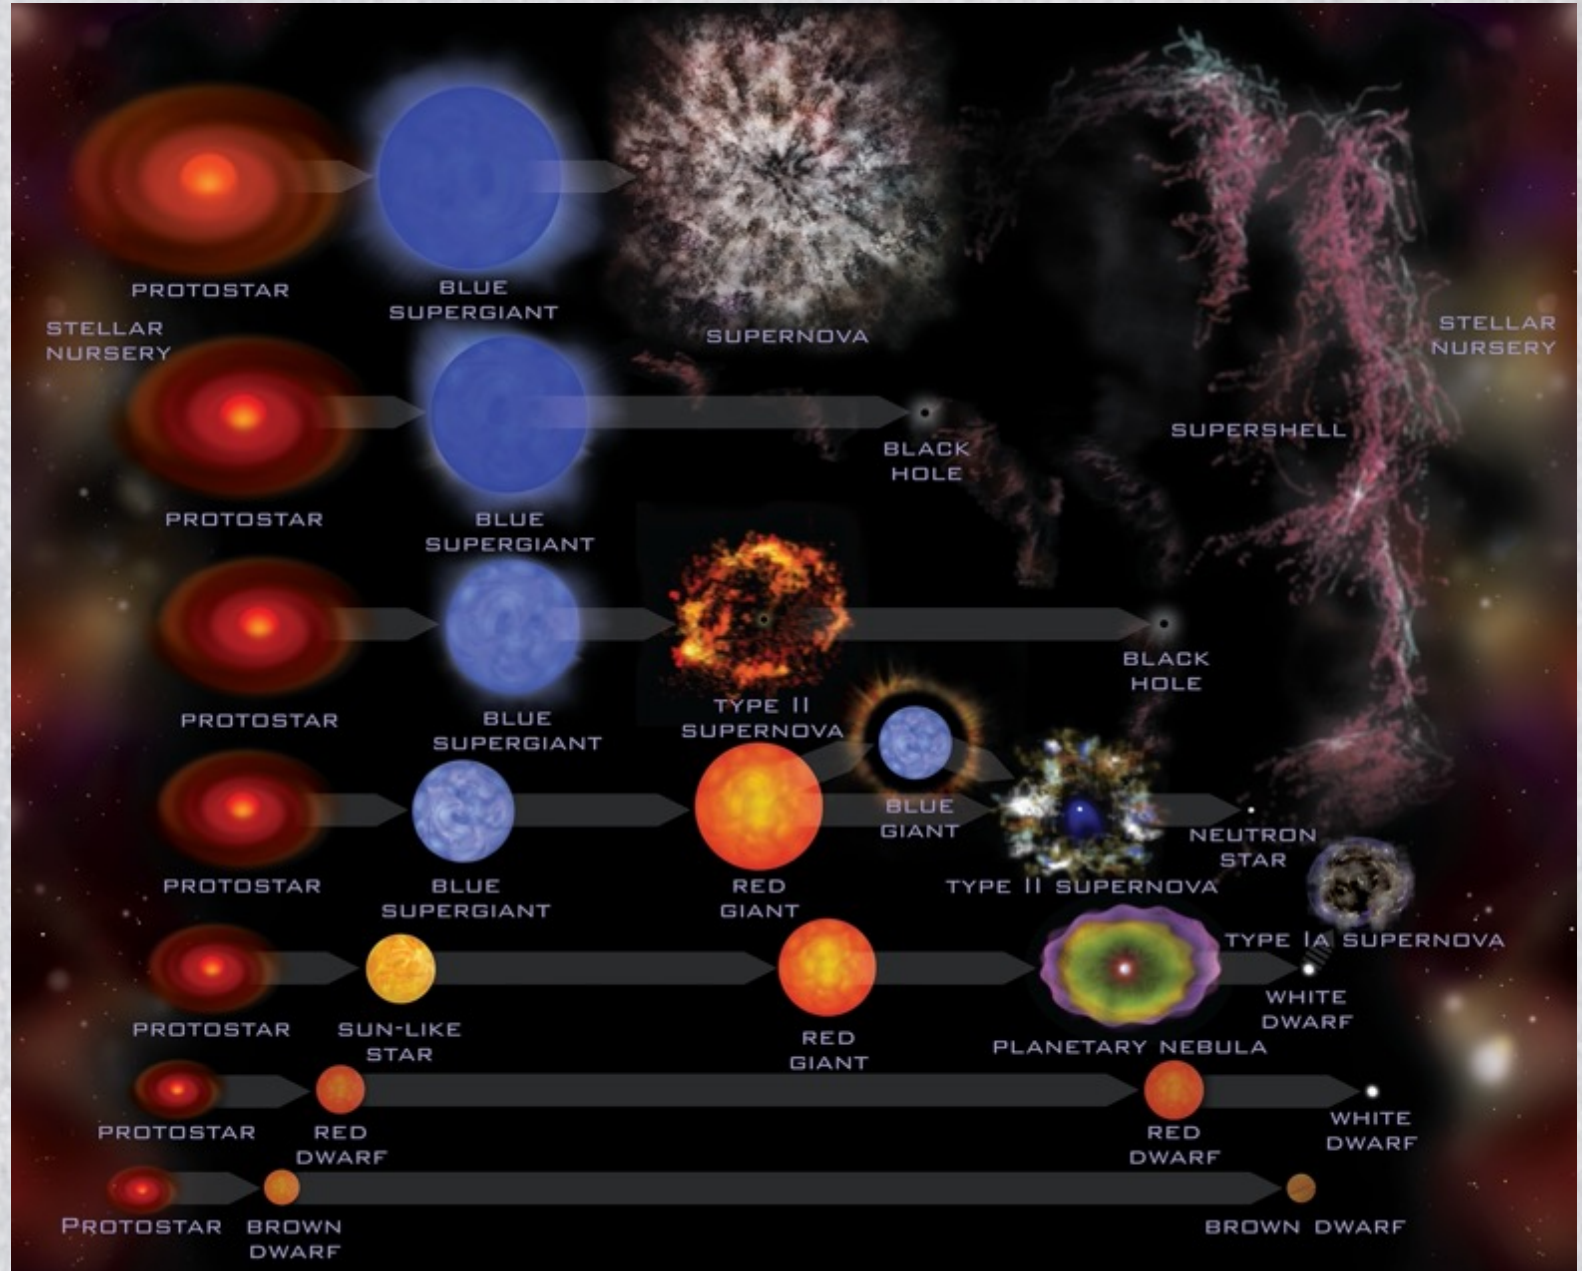 PROTOSTAR
BLUE
SUPERGIANT
SUPERNOVA
STELLAR
NURSERY
STELLAR
NURSERY
SUPERSHELL
BLACK
HOLE
PROTOSTAR
BLUE
SUPERGIANT
BLACK
HOLE
PROTOSTAR
BLUE
SUPERGIANT
TYPE II
SUPERNOVA
BLUE
GIANT
NEUTRON
STAR
PROTOSTAR
BLUE
SUPERGIANT
RED
GIANT
TYPE II SUPERNOVA
TYPE IA SUPERNOVA
WHITE
DWARF
PROTOSTAR
SUN-LIKE
STAR
RED
GIANT
PLANETARY NEBULA
PROTOSTAR
RED
DWARF
RED
DWARF
WHITE
DWARF
PROTOSTAR
BROWN
DWARF
BROWN DWARF